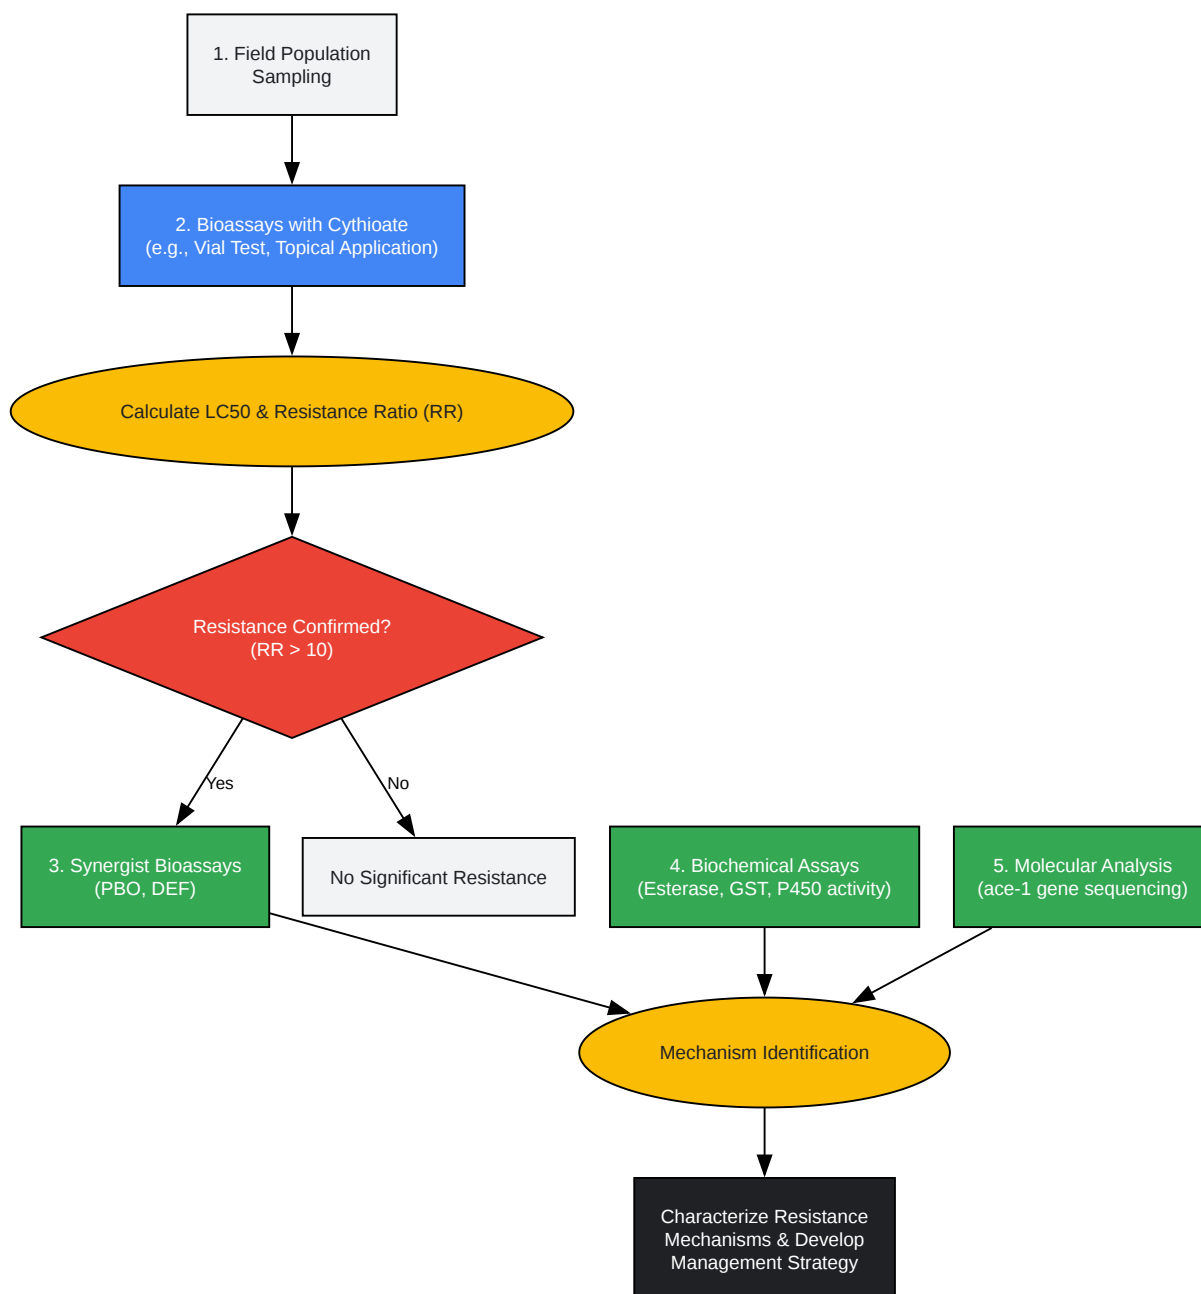 1. Field Population
Sampling
2. Bioassays with Cythioate
(e.g., Vial Test, Topical Application)
Calculate LC50 & Resistance Ratio (RR)
Resistance Confirmed?
(RR > 10)
Yes
No
3. Synergist Bioassays
(PBO, DEF)
No Significant Resistance
4. Biochemical Assays
(Esterase, GST, P450 activity)
5. Molecular Analysis
(ace-1 gene sequencing)
Mechanism Identification
Characterize Resistance
Mechanisms & Develop
Management Strategy